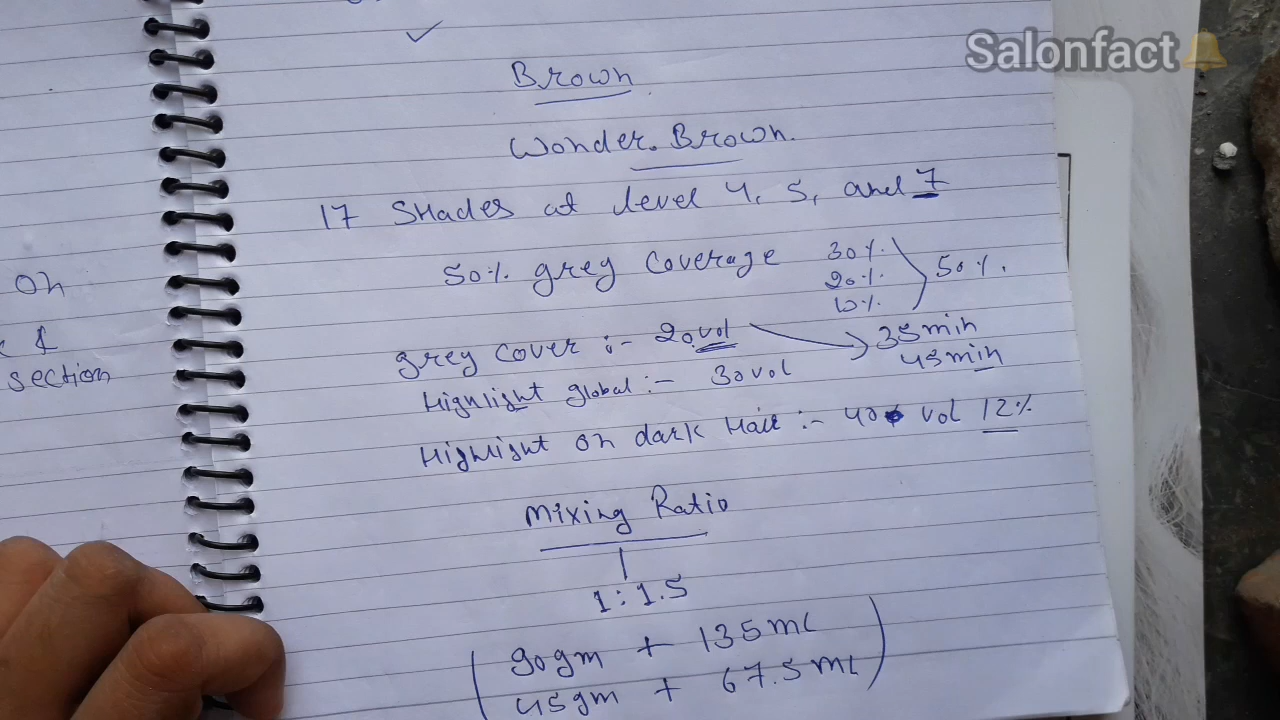 Salonfact
Brown
Wonder. Brown.
17 Shades at level 4, 5, and 7
50% grey coverage 30% 20% 10% 50%.
grey cover :- 20vol 35min
45min
Highlight global :- 30vol
Highlight on dark Hair :- 40 vol 12%
Mixing Ratio
1:1.5
90gm + 135ml
45gm + 67.5ml
On
&
section